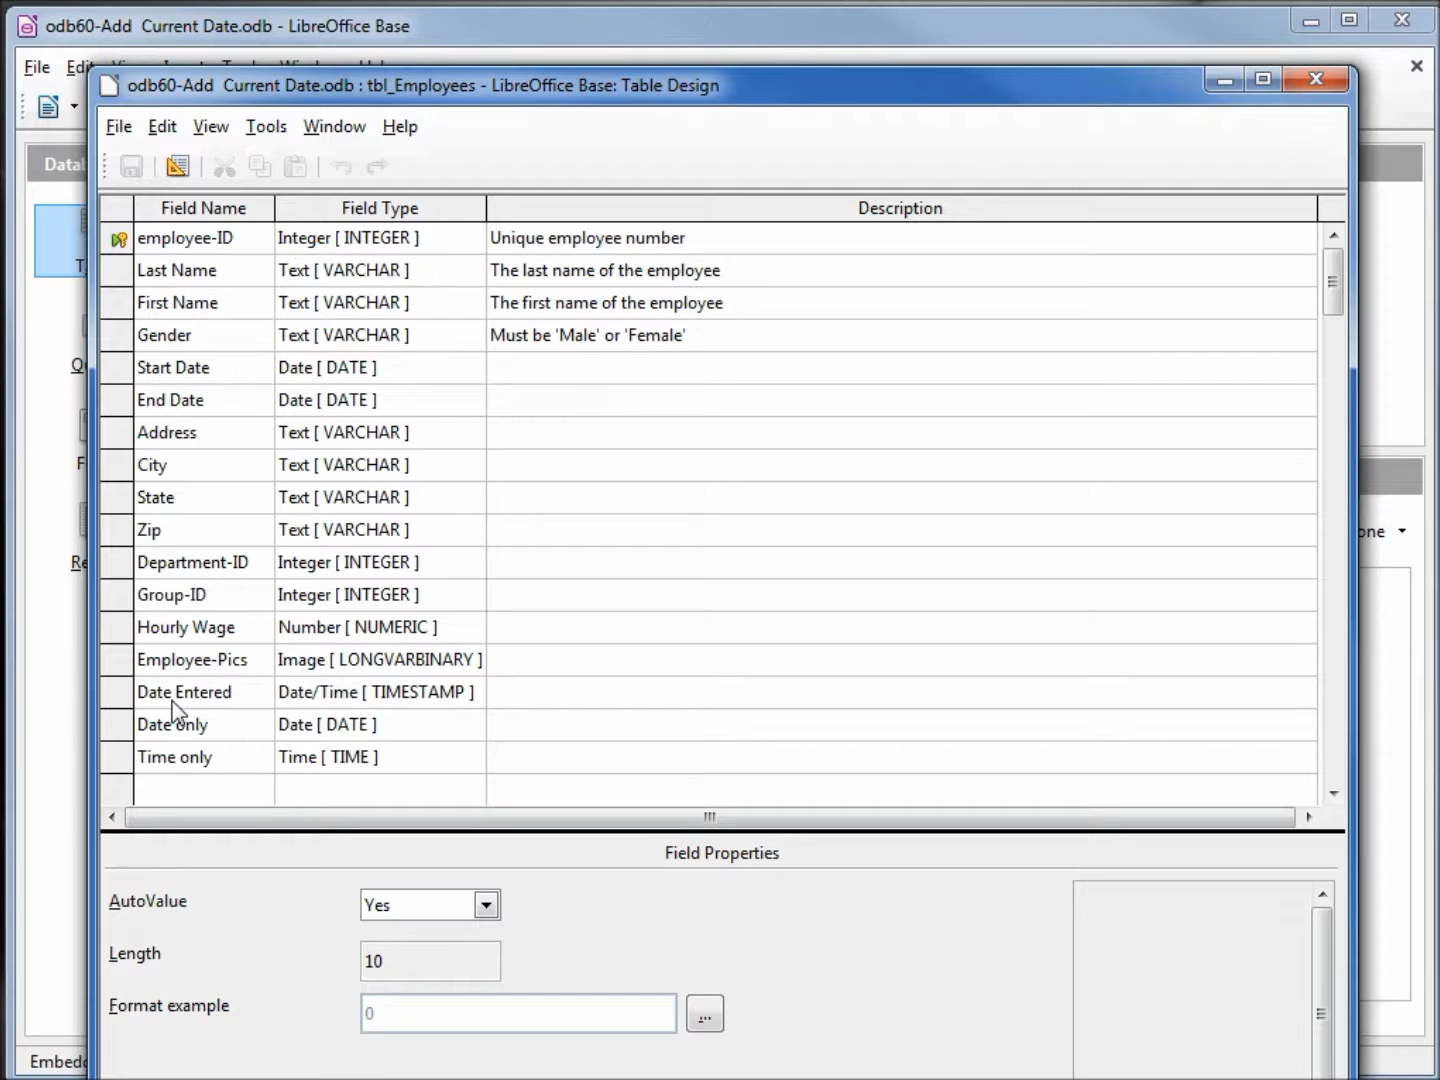 odb60-Add  Current Date.odb - LibreOffice Base
File
odb60-Add  Current Date.odb : tbl_Employees - LibreOffice Base: Table Design
File Edit View Tools Window Help
Field Name Field Type Description
employee-ID Integer [ INTEGER ] Unique employee number
Last Name Text [ VARCHAR ] The last name of the employee
First Name Text [ VARCHAR ] The first name of the employee
Gender Text [ VARCHAR ] Must be 'Male' or 'Female'
Start Date Date [ DATE ]
End Date Date [ DATE ]
Address Text [ VARCHAR ]
City Text [ VARCHAR ]
State Text [ VARCHAR ]
Zip Text [ VARCHAR ]
Department-ID Integer [ INTEGER ]
Group-ID Integer [ INTEGER ]
Hourly Wage Number [ NUMERIC ]
Employee-Pics Image [ LONGVARBINARY ]
Date Entered Date/Time [ TIMESTAMP ]
Date only Date [ DATE ]
Time only Time [ TIME ]
Field Properties
AutoValue Yes
Length 10
Format example 0 ...